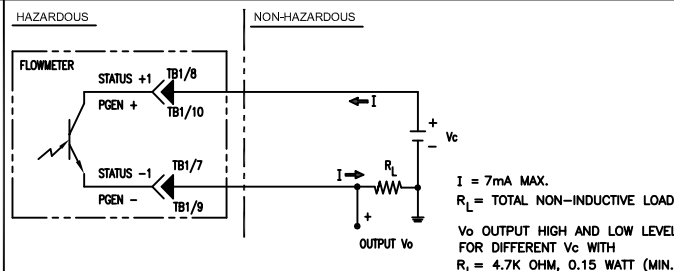 HAZARDOUS
NON-HAZARDOUS
FLOWMETER
STATUS +1
TB1/8
PGEN +
TB1/10
I
+
Vc
−
STATUS −1
TB1/7
PGEN −
TB1/9
I
RL
+
OUTPUT Vo
I = 7mA MAX.
RL = TOTAL NON-INDUCTIVE LOAD
Vo OUTPUT HIGH AND LOW LEVEL
FOR DIFFERENT Vc WITH
RL = 4.7K OHM, 0.15 WATT (MIN.